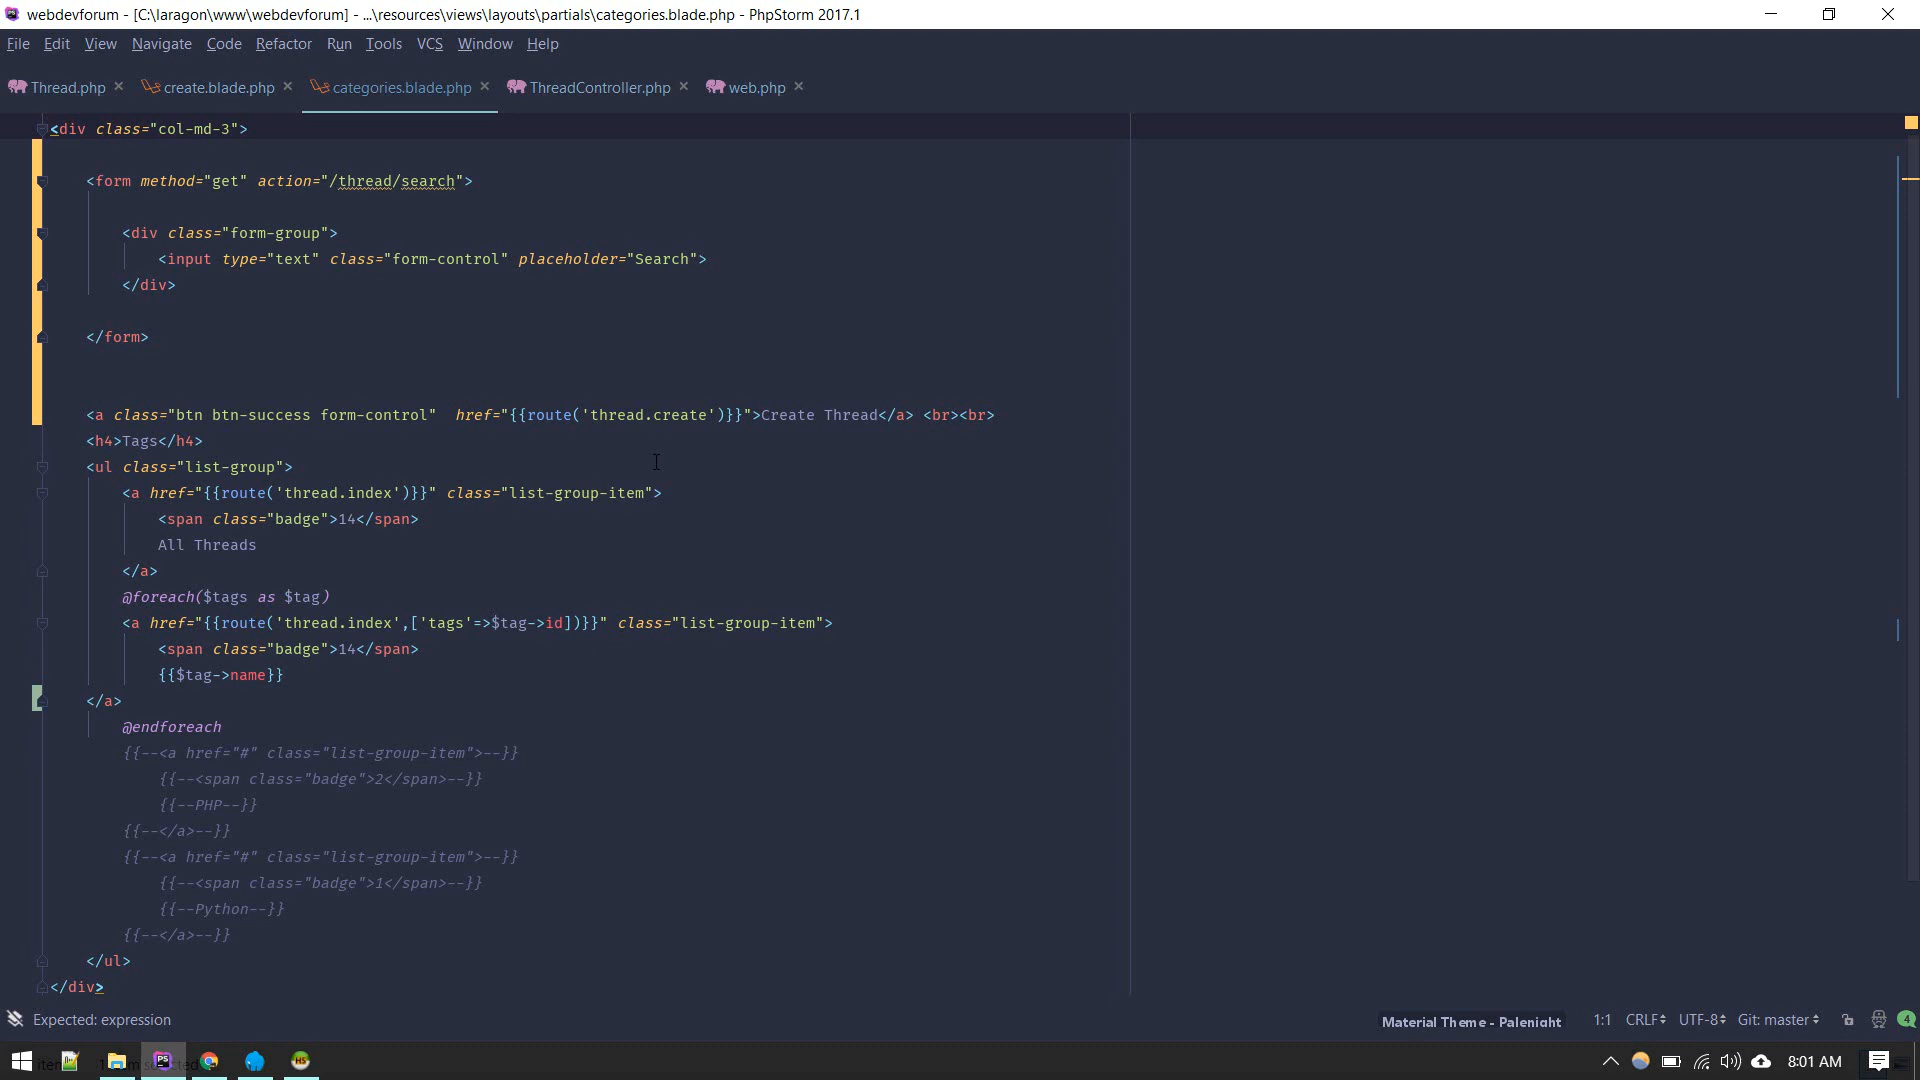 webdevforum - [C:\laragon\www\webdevforum] - ...\resources\views\layouts\partials\categories.blade.php - PhpStorm 2017.1
File Edit View Navigate Code Refactor Run Tools VCS Window Help
Thread.php × create.blade.php × categories.blade.php × ThreadController.php × web.php ×
<div class="col-md-3">
<form method="get" action="/thread/search">
<div class="form-group">
<input type="text" class="form-control" placeholder="Search">
</div>
</form>
<a class="btn btn-success form-control"  href="{{route('thread.create')}}">Create Thread</a> <br><br>
<h4>Tags</h4>
<ul class="list-group">
<a href="{{route('thread.index')}}" class="list-group-item">
<span class="badge">14</span>
All Threads
</a>
@foreach($tags as $tag)
<a href="{{route('thread.index',['tags'=>$tag->id])}}" class="list-group-item">
<span class="badge">14</span>
{{$tag->name}}
</a>
@endforeach
{{--<a href="#" class="list-group-item">--}}
{{--<span class="badge">2</span>--}}
{{--PHP--}}
{{--</a>--}}
{{--<a href="#" class="list-group-item">--}}
{{--<span class="badge">1</span>--}}
{{--Python--}}
{{--</a>--}}
</ul>
</div>
Expected: expression
Material Theme - Palenight 1:1 CRLF UTF-8 Git: master 4
PS H5 8:01 AM